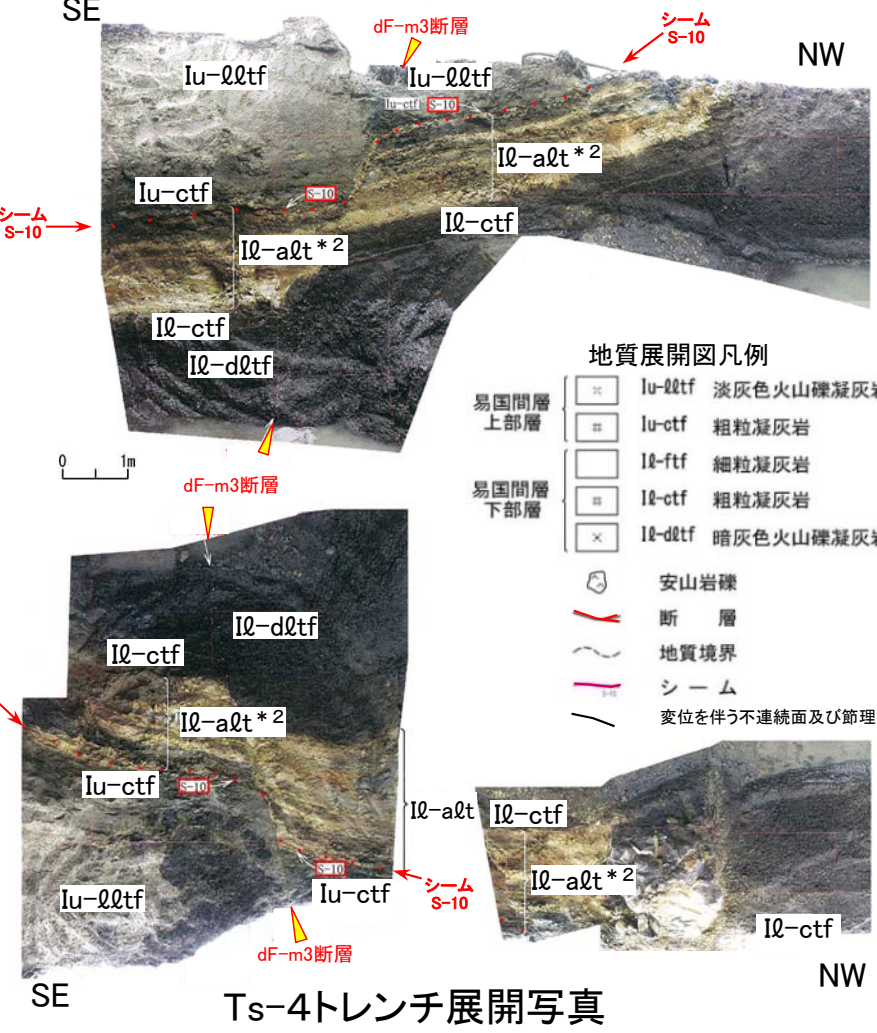 SE
dF-m3断層
シーム
S-10
NW
Iu-ℓℓtf
Iu-ℓℓtf
Iu-ctf
S-10
Iℓ-aℓt*2
Iu-ctf
S-10
シーム
S-10
Iℓ-ctf
Iℓ-aℓt*2
Iℓ-ctf
Iℓ-dℓtf
0 1m
dF-m3断層
地質展開図凡例
易国間層
上部層
Iu-ℓℓtf 淡灰色火山礫凝灰岩
Iu-ctf 粗粒凝灰岩
易国間層
下部層
Iℓ-ftf 細粒凝灰岩
Iℓ-ctf 粗粒凝灰岩
Iℓ-dℓtf 暗灰色火山礫凝灰岩
安山岩礫
断 層
地質境界
シ ー ム
変位を伴う不連続面及び節理
Iℓ-dℓtf
Iℓ-ctf
Iℓ-aℓt*2
Iu-ctf
S-10
Iℓ-aℓt
S-10
Iu-ctf
シーム
S-10
Iu-ℓℓtf
dF-m3断層
Iℓ-ctf
Iℓ-aℓt*2
Iℓ-ctf
SE
NW
Ts-4トレンチ展開写真